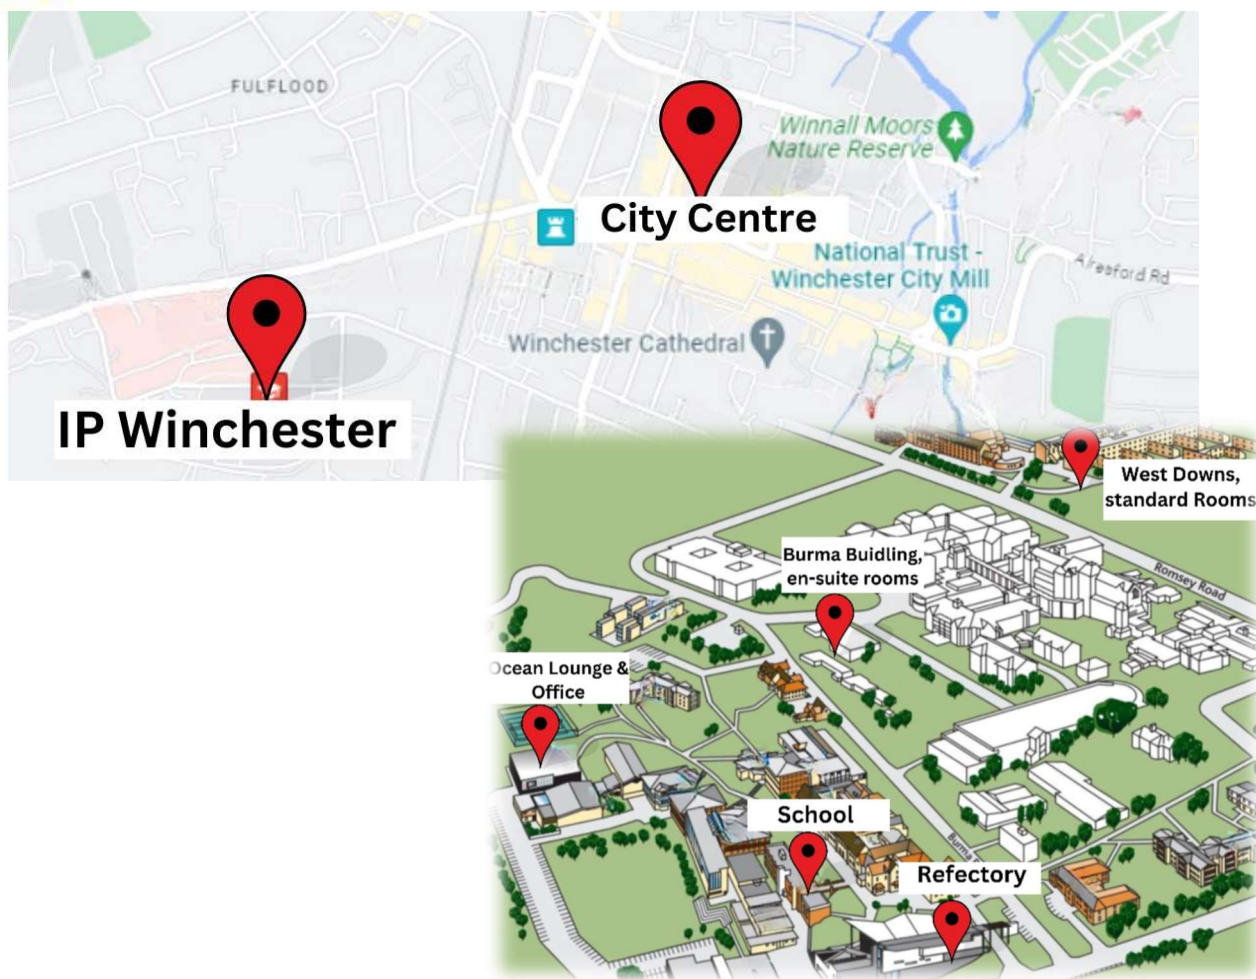 FULFLOOD
Winnall Moors
Nature Reserve
City Centre
National Trust -
Winchester City Mill
Alresford Rd
Winchester Cathedral
IP Winchester
West Downs,
standard Rooms
Burma Buidling,
en-suite rooms
Romsey Road
Ocean Lounge &
Office
School
Burma
Refectory